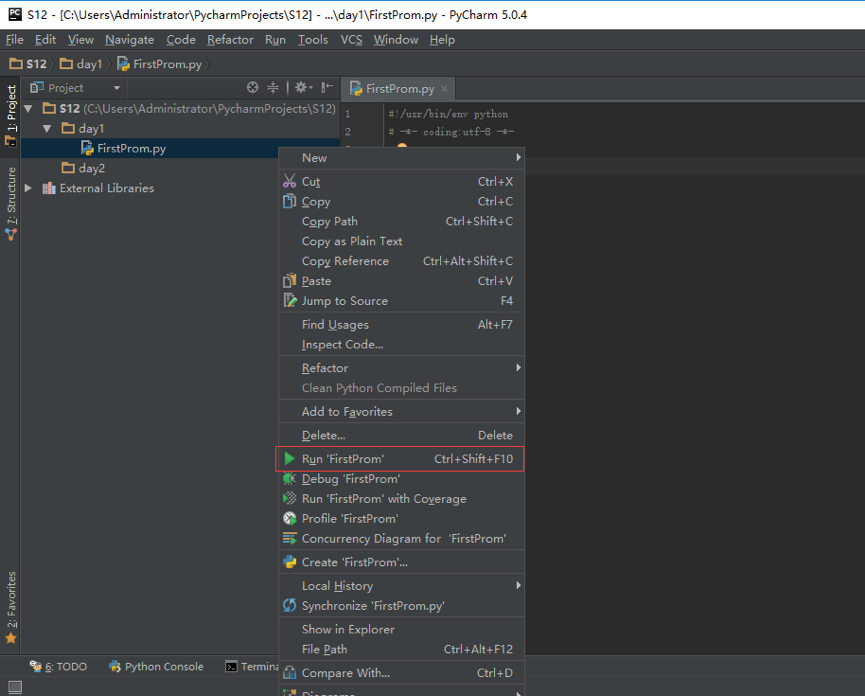 S12 - [C:\Users\Administrator\PycharmProjects\S12] - ...\day1\FirstProm.py - PyCharm 5.0.4
File Edit View Navigate Code Refactor Run Tools VCS Window Help
S12 day1 FirstProm.py
Project
FirstProm.py
1: Project
7: Structure
2: Favorites
S12 (C:\Users\Administrator\PycharmProjects\S12)
day1
FirstProm.py
day2
External Libraries
1 #!/usr/bin/env python
2 # -*- coding:utf-8 -*-
New
Cut Ctrl+X
Copy Ctrl+C
Copy Path Ctrl+Shift+C
Copy as Plain Text
Copy Reference Ctrl+Alt+Shift+C
Paste Ctrl+V
Jump to Source F4
Find Usages Alt+F7
Inspect Code...
Refactor
Clean Python Compiled Files
Add to Favorites
Delete... Delete
Run 'FirstProm' Ctrl+Shift+F10
Debug 'FirstProm'
Run 'FirstProm' with Coverage
Profile 'FirstProm'
Concurrency Diagram for 'FirstProm'
Create 'FirstProm'...
Local History
Synchronize 'FirstProm.py'
Show in Explorer
File Path Ctrl+Alt+F12
Compare With... Ctrl+D
Diagrams
6: TODO Python Console Termina